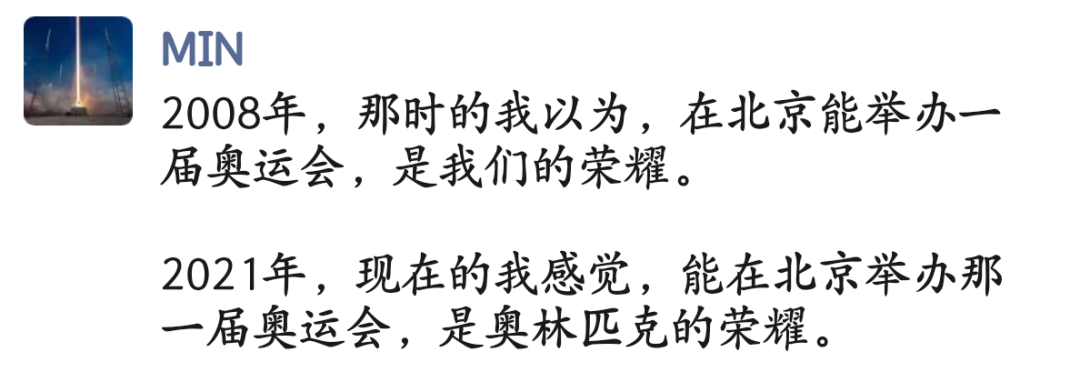 MIN
2008年，那时的我以为，在北京能举办一
届奥运会，是我们的荣耀。
2021年，现在的我感觉，能在北京举办那
一届奥运会，是奥林匹克的荣耀。